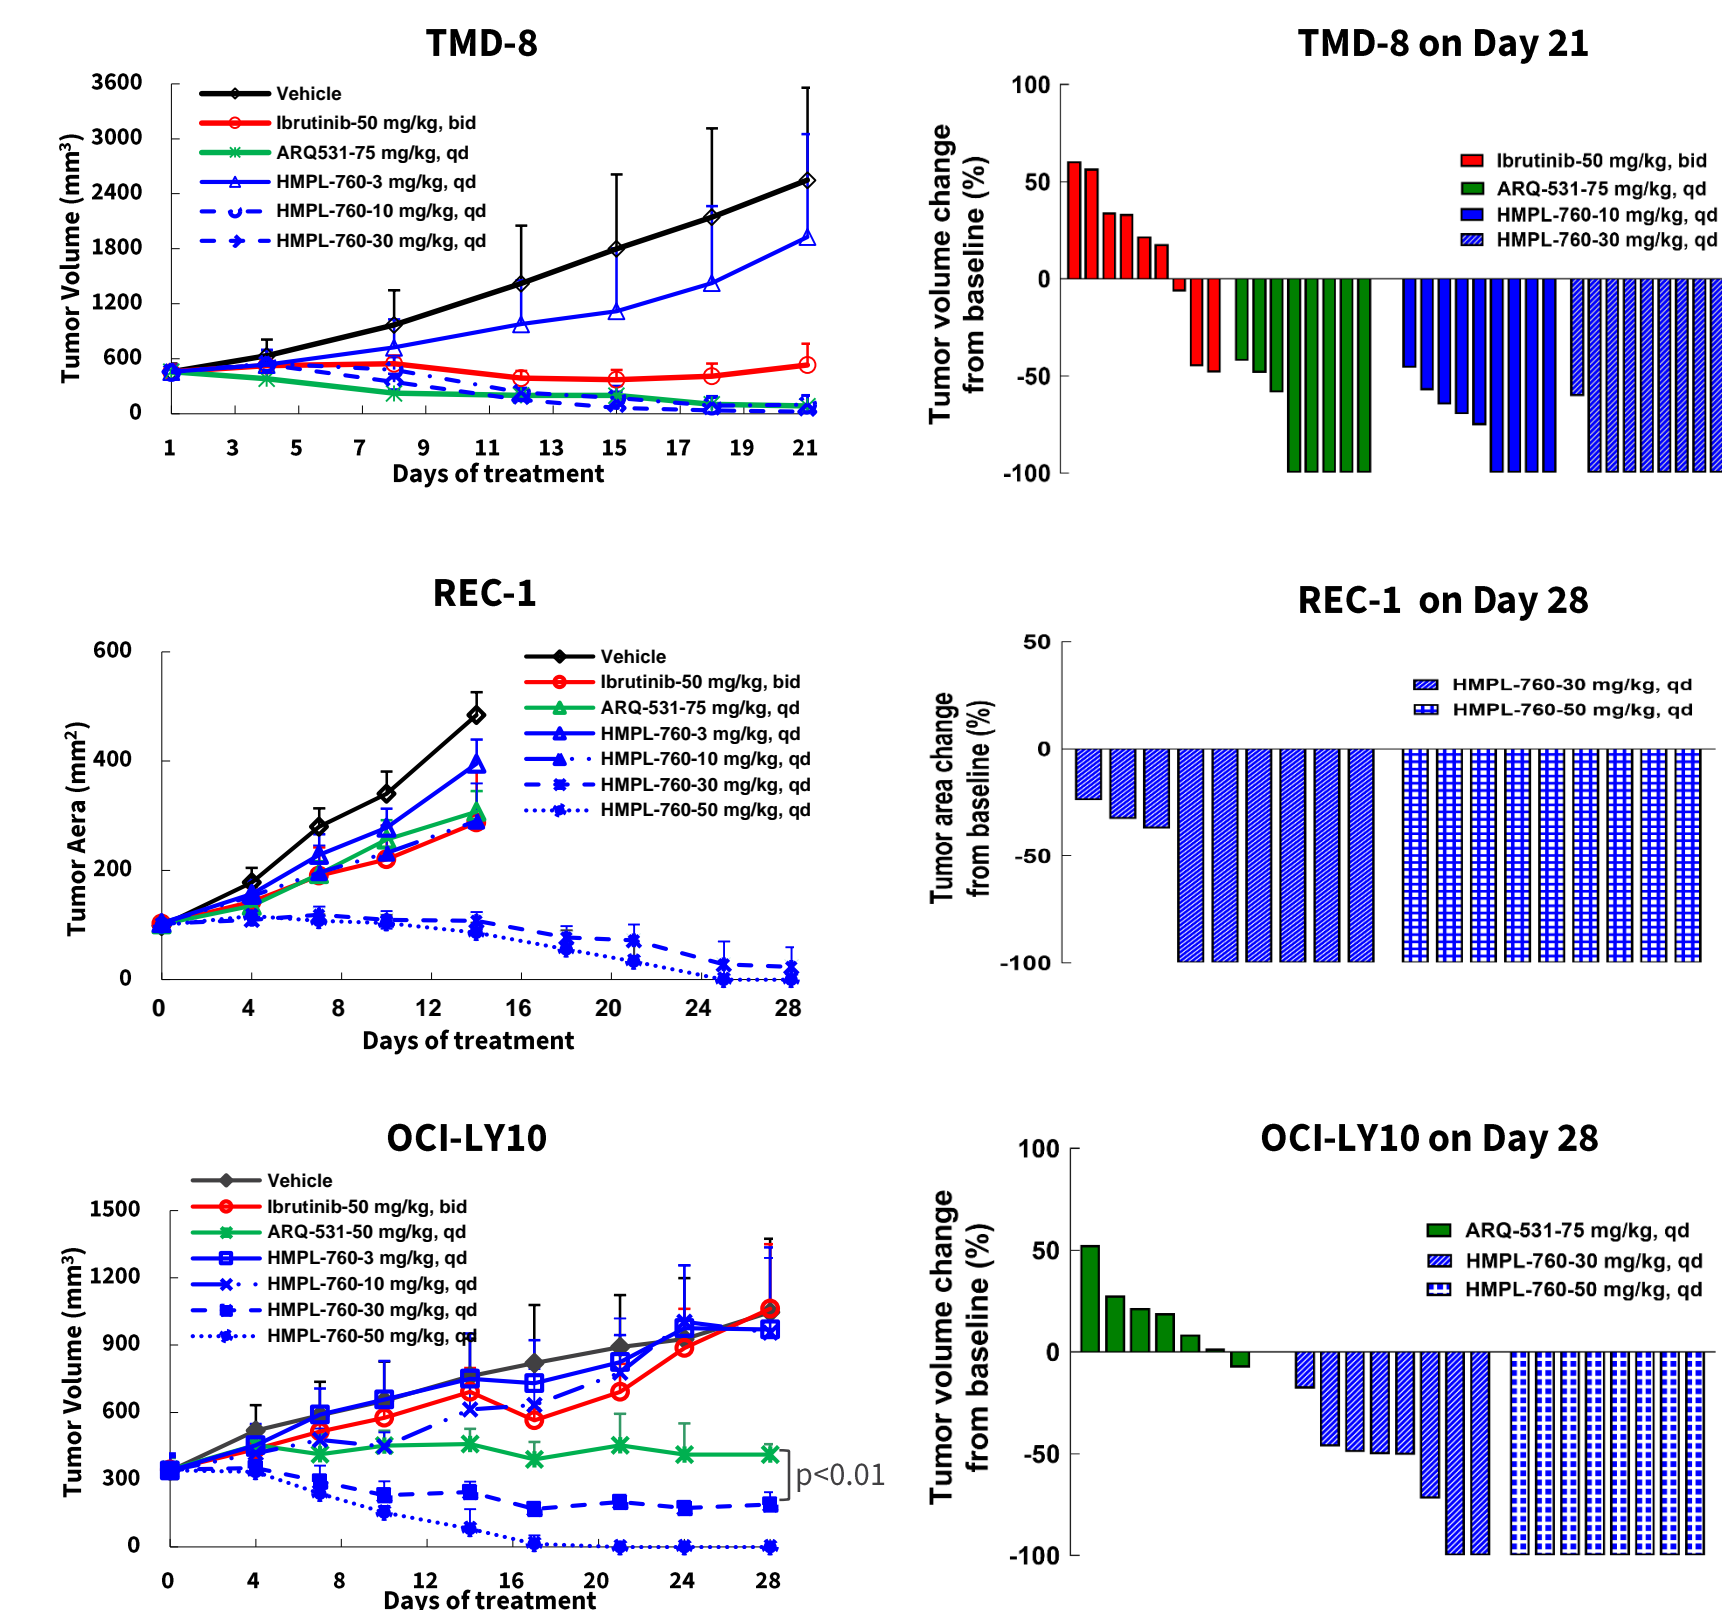 TMD-8
3600
3000
2400
1800
1200
600
0
Tumor Volume (mm³)
Vehicle
Ibrutinib-50 mg/kg, bid
ARQ531-75 mg/kg, qd
HMPL-760-3 mg/kg, qd
HMPL-760-10 mg/kg, qd
HMPL-760-30 mg/kg, qd
1 3 5 7 9 11 13 15 17 19 21
Days of treatment
TMD-8 on Day 21
100
50
0
-50
-100
Tumor volume change
from baseline (%)
Ibrutinib-50 mg/kg, bid
ARQ-531-75 mg/kg, qd
HMPL-760-10 mg/kg, qd
HMPL-760-30 mg/kg, qd
REC-1
600
400
200
0
Tumor Aera (mm²)
Vehicle
Ibrutinib-50 mg/kg, bid
ARQ-531-75 mg/kg, qd
HMPL-760-3 mg/kg, qd
HMPL-760-10 mg/kg, qd
HMPL-760-30 mg/kg, qd
HMPL-760-50 mg/kg, qd
0 4 8 12 16 20 24 28
Days of treatment
REC-1 on Day 28
50
0
-50
-100
Tumor area change
from baseline (%)
HMPL-760-30 mg/kg, qd
HMPL-760-50 mg/kg, qd
OCI-LY10
1500
1200
900
600
300
0
Tumor Volume (mm³)
Vehicle
Ibrutinib-50 mg/kg, bid
ARQ-531-50 mg/kg, qd
HMPL-760-3 mg/kg, qd
HMPL-760-10 mg/kg, qd
HMPL-760-30 mg/kg, qd
HMPL-760-50 mg/kg, qd
p<0.01
0 4 8 12 16 20 24 28
Days of treatment
OCI-LY10 on Day 28
100
50
0
-50
-100
Tumor volume change
from baseline (%)
ARQ-531-75 mg/kg, qd
HMPL-760-30 mg/kg, qd
HMPL-760-50 mg/kg, qd